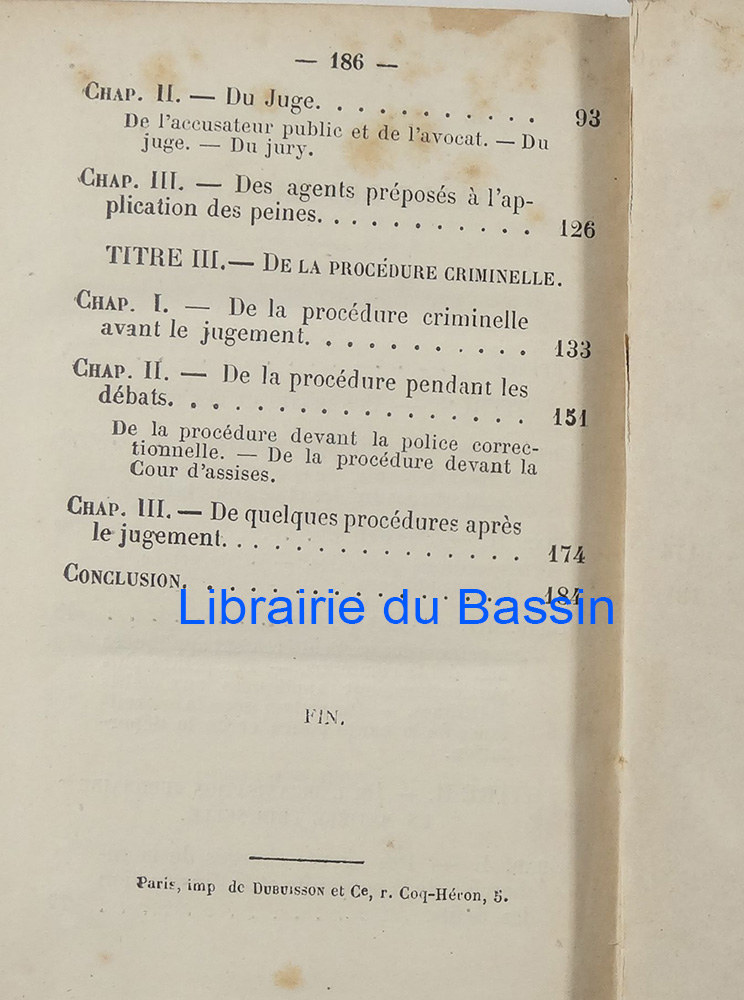 — 186 —
CHAP. II. — Du Juge. . . . . . . . . . . 93
De l'accusateur public et de l'avocat. — Du
juge. — Du jury.
CHAP. III. — Des agents préposés à l'ap-
plication des peines. . . . . . . . . . . 126
TITRE III. — DE LA PROCÉDURE CRIMINELLE.
CHAP. I. — De la procédure criminelle
avant le jugement. . . . . . . . . . . 133
CHAP. II. — De la procédure pendant les
débats. . . . . . . . . . . . . . . . 151
De la procédure devant la police correc-
tionnelle. — De la procédure devant la
Cour d'assises.
CHAP. III. — De quelques procédures après
le jugement. . . . . . . . . . . . . . 174
CONCLUSION. . . . . . . . . . . . . . . . 184
Librairie du Bassin
FIN.
Paris, imp de DUBUISSON et Ce, r. Coq-Héron, 5.